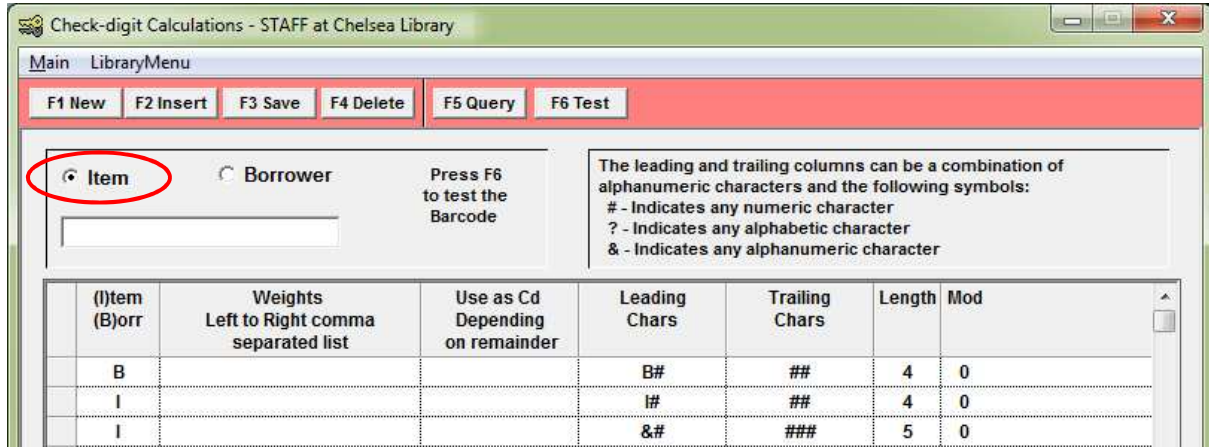 Check-digit Calculations - STAFF at Chelsea Library
Main LibraryMenu
F1 New F2 Insert F3 Save F4 Delete F5 Query F6 Test
Item Borrower
Press F6
to test the
Barcode
The leading and trailing columns can be a combination of
alphanumeric characters and the following symbols:
# - Indicates any numeric character
? - Indicates any alphabetic character
& - Indicates any alphanumeric character
(I)tem
(B)orr
Weights
Left to Right comma
separated list
Use as Cd
Depending
on remainder
Leading
Chars
Trailing
Chars
Length
Mod
B B# ## 4 0
I I# ## 4 0
I &# ### 5 0